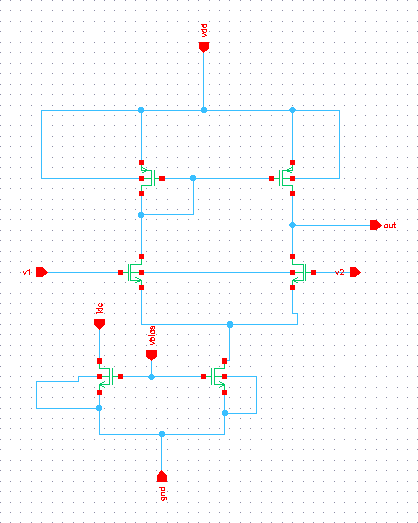 vdd
out
v1
v2
idc
vbias
gnd